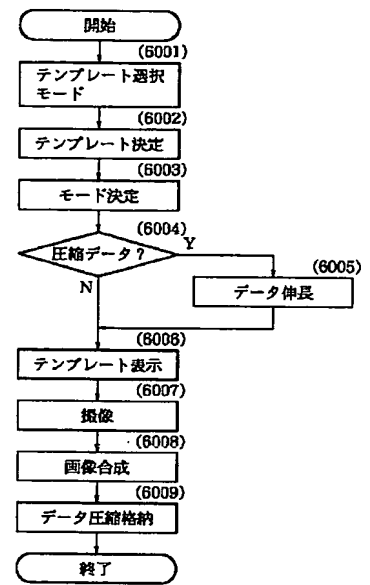 開始
(6001)
テンプレート選択
モード
(6002)
テンプレート決定
(6003)
モード決定
(6004)
圧縮データ? Y
N
(6005)
データ伸長
(6006)
テンプレート表示
(6007)
撮像
(6008)
画像合成
(6009)
データ圧縮格納
終了